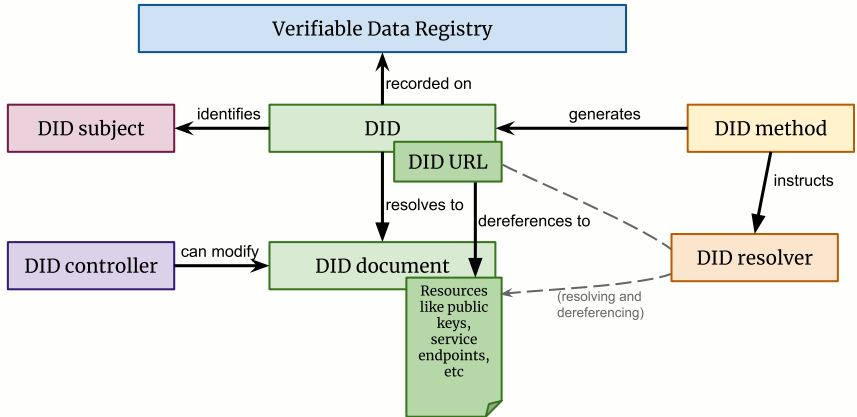 Verifiable Data Registry
recorded on
DID subject
identifies
DID
generates
DID method
DID URL
instructs
resolves to
dereferences to
DID controller
can modify
DID document
DID resolver
Resources
like public
keys,
service
endpoints,
etc
(resolving and
dereferencing)